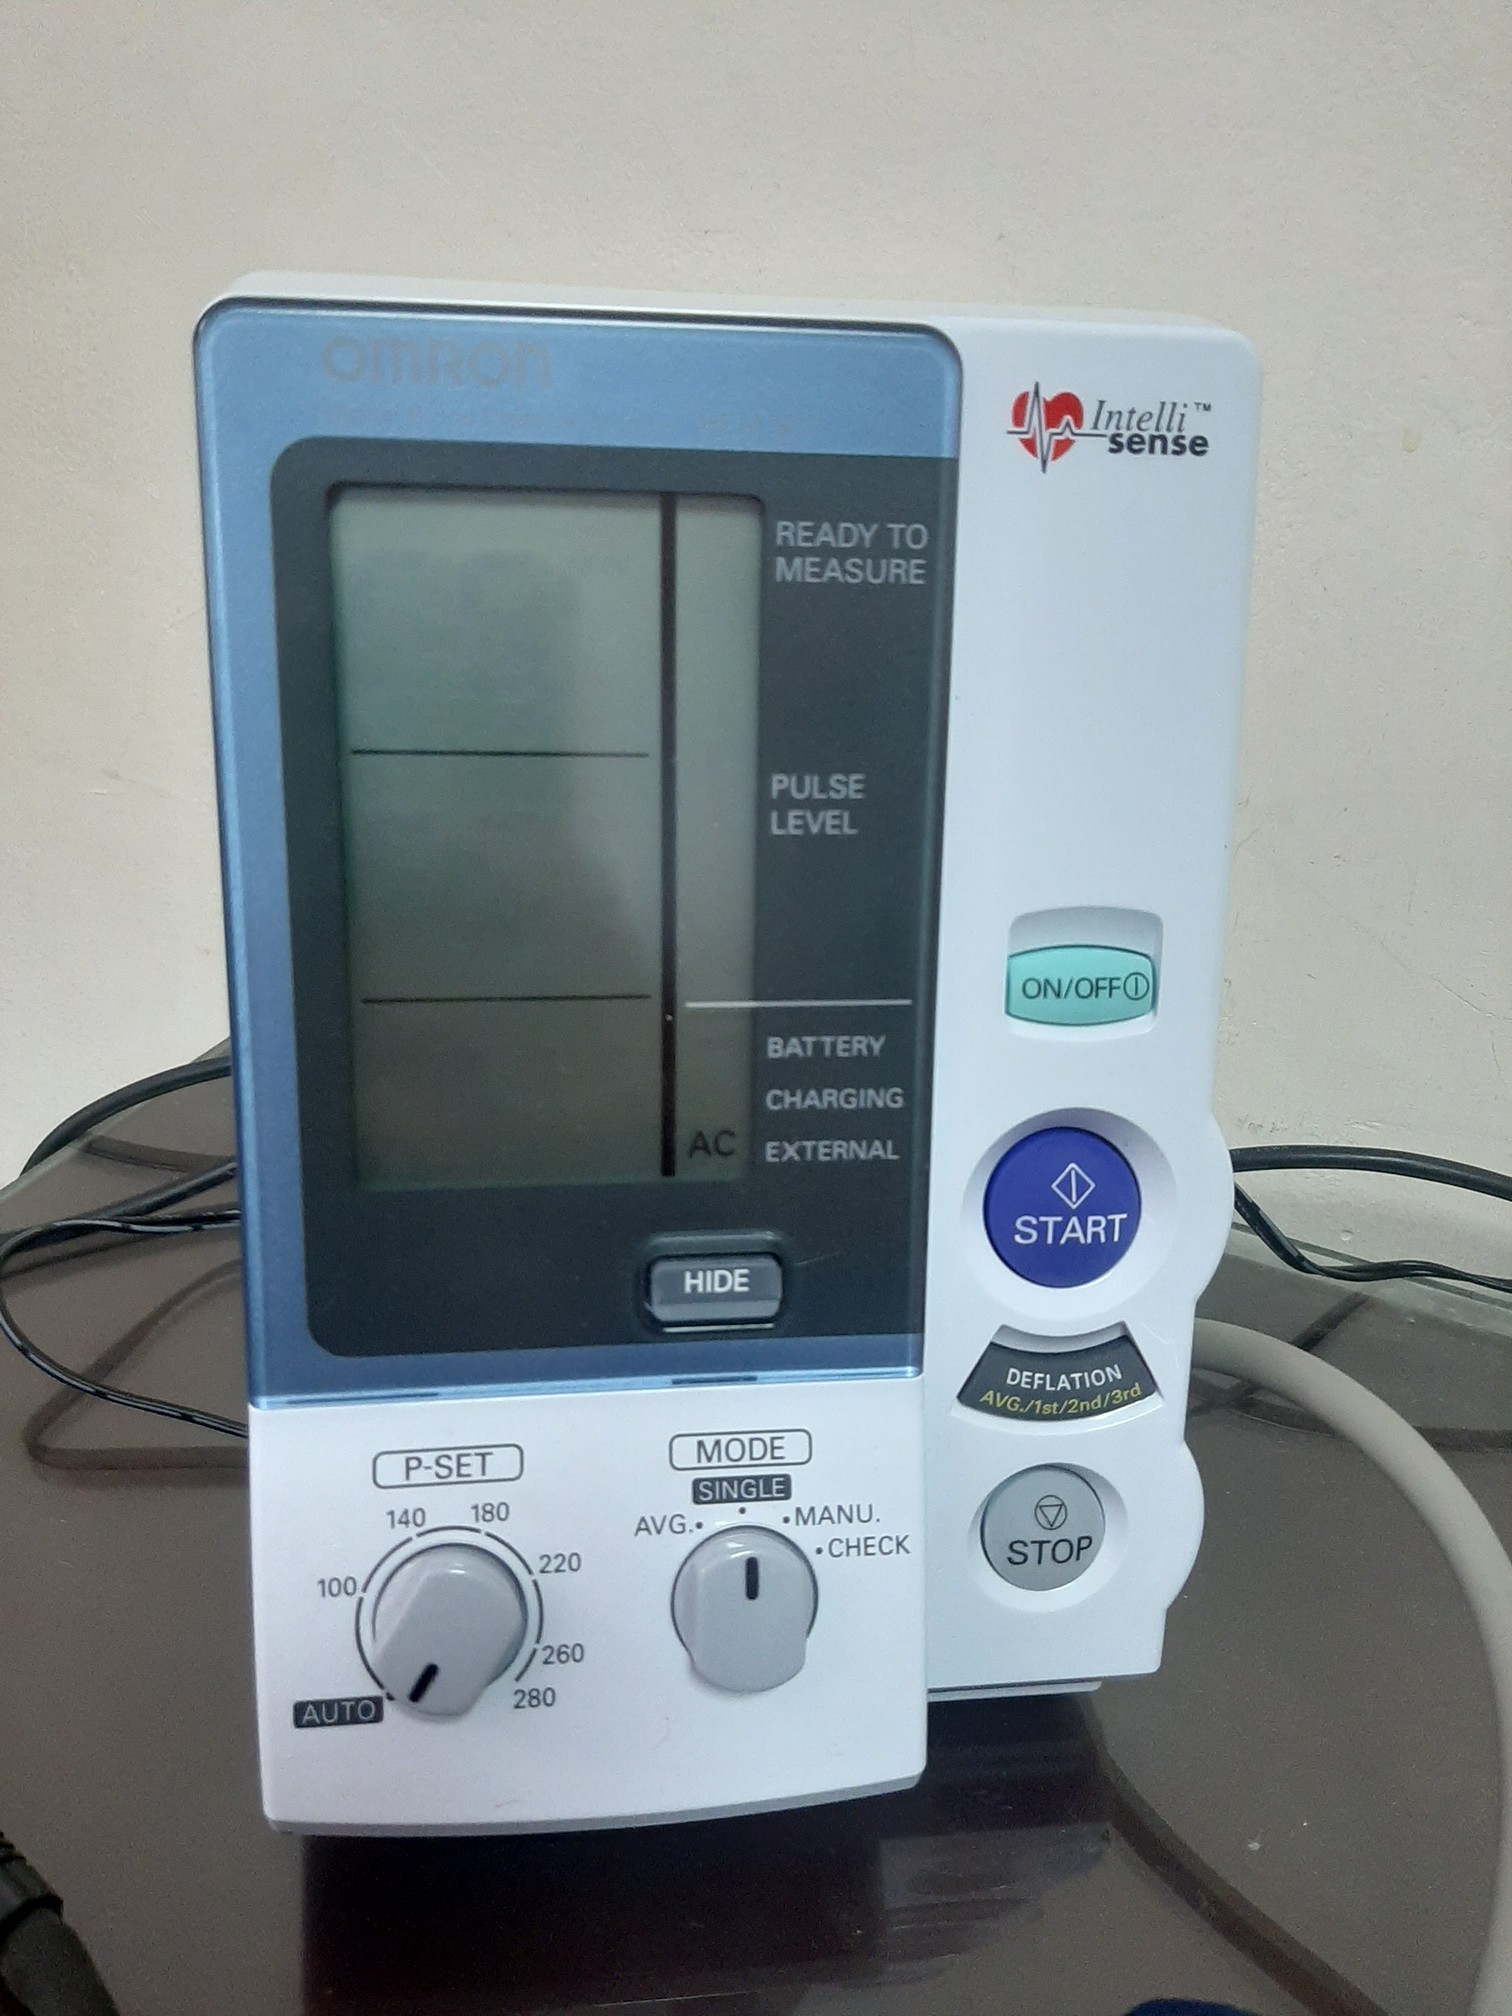 OMRON
Intelli™
sense
READY TO
MEASURE
PULSE
LEVEL
ON/OFF
BATTERY
CHARGING
AC EXTERNAL
START
HIDE
DEFLATION
AVG./1st/2nd/3rd
STOP
P-SET
140 180
100 220
260
AUTO 280
MODE
SINGLE
AVG. MANU.
CHECK